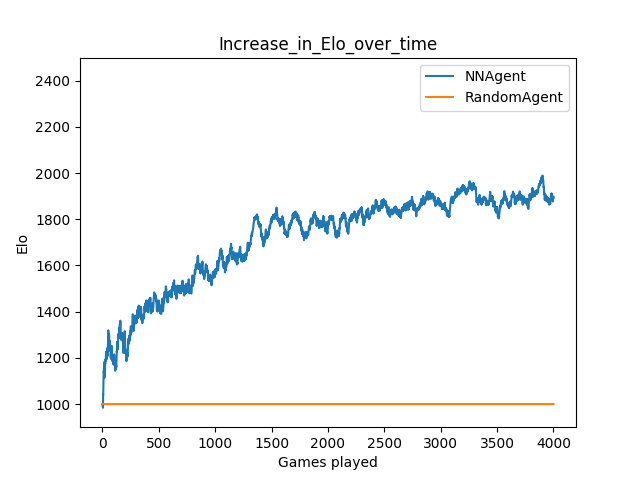 Increase_in_Elo_over_time
NNAgent
RandomAgent
2400
2200
2000
1800
1600
1400
1200
1000
Elo
0 500 1000 1500 2000 2500 3000 3500 4000
Games played